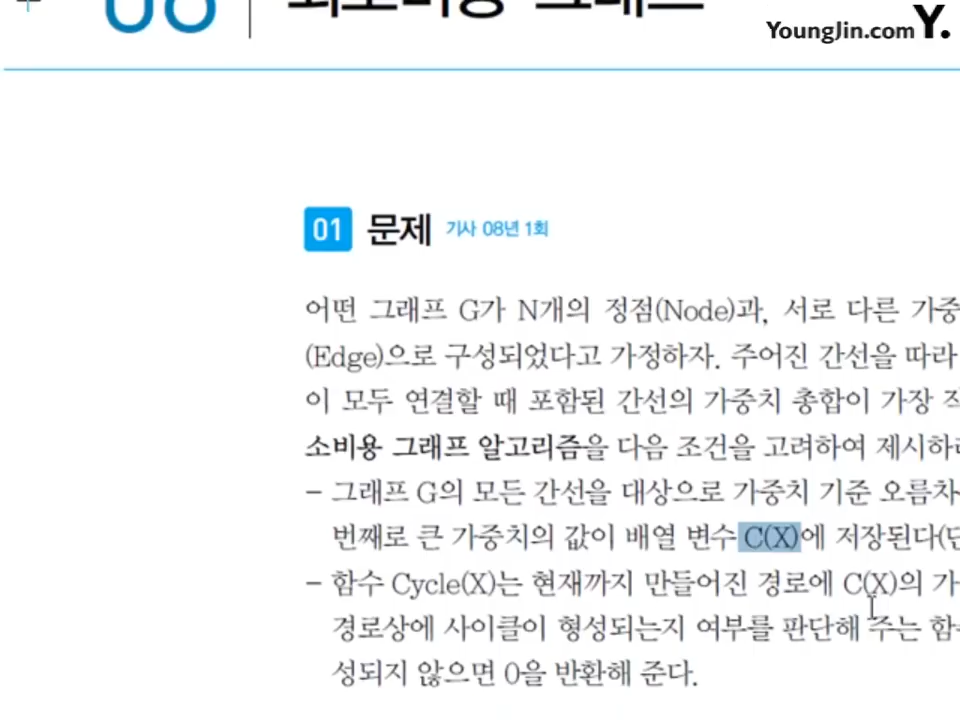 06
최소비용 그래프
YoungJin.com Y.
01 문제 기사 08년 1회
어떤 그래프 G가 N개의 정점(Node)과, 서로 다른 가중
(Edge)으로 구성되었다고 가정하자. 주어진 간선을 따라
이 모두 연결할 때 포함된 간선의 가중치 총합이 가장
소비용 그래프 알고리즘을 다음 조건을 고려하여 제시하
– 그래프 G의 모든 간선을 대상으로 가중치 기준 오름차
번째로 큰 가중치의 값이 배열 변수 C(X)에 저장된다(단
– 함수 Cycle(X)는 현재까지 만들어진 경로에 C(X)의 가
경로상에 사이클이 형성되는지 여부를 판단해 주는 함
성되지 않으면 0을 반환해 준다.